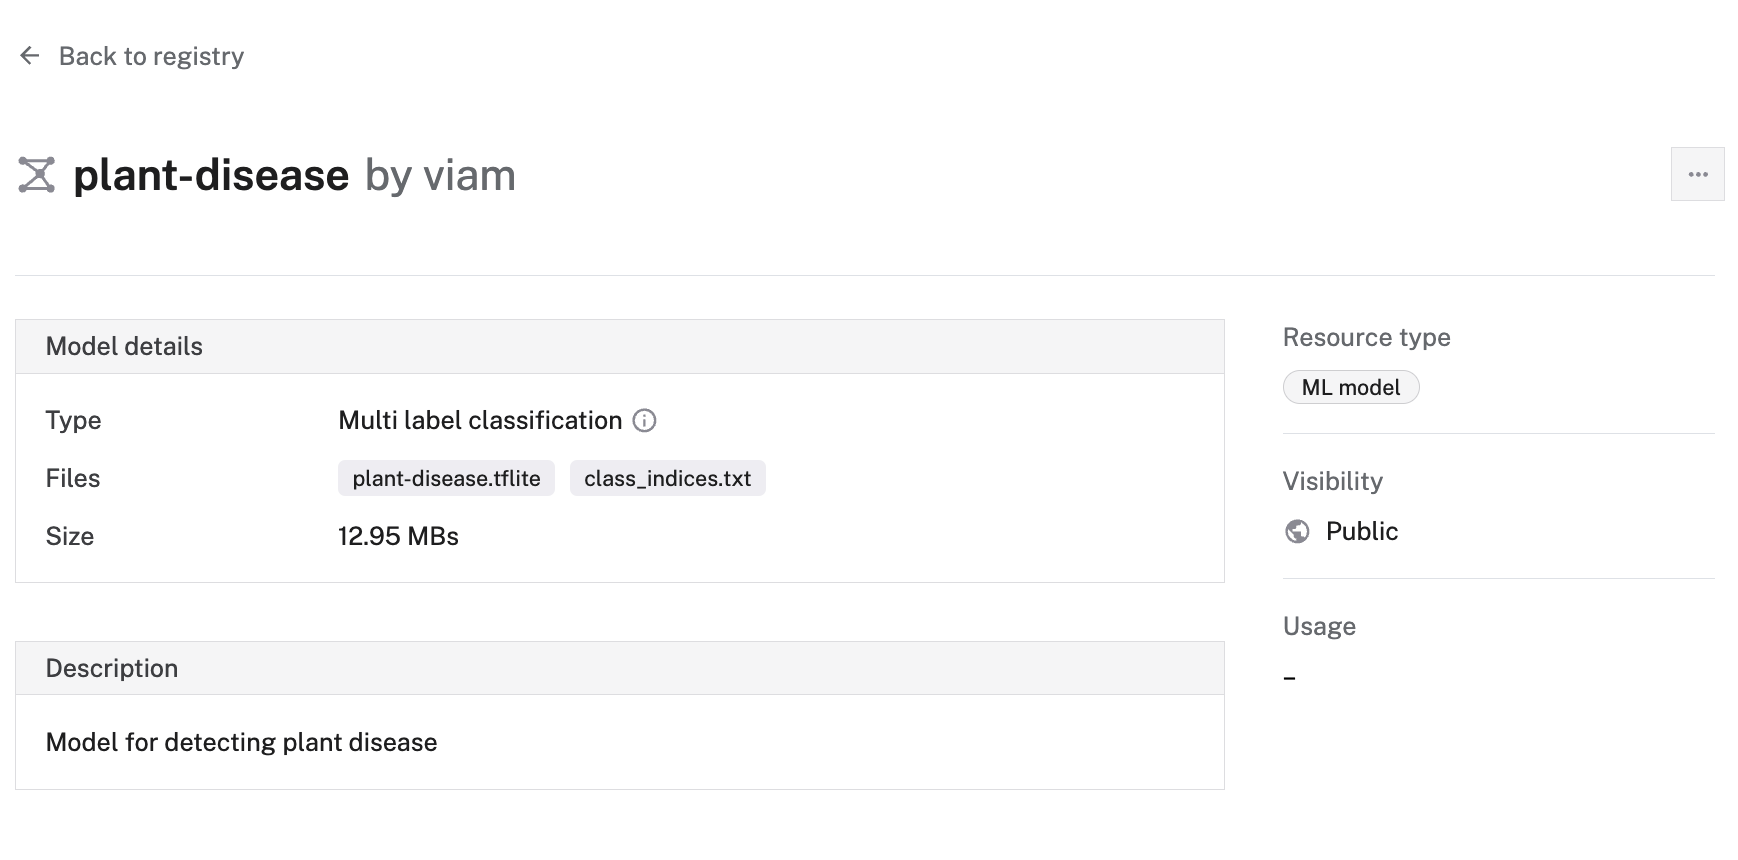 Back to registry
plant-disease by viam
Model details
Type
Multi label classification
Files
plant-disease.tflite
class_indices.txt
Size
12.95 MBs
Description
Model for detecting plant disease
Resource type
ML model
Visibility
Public
Usage
–